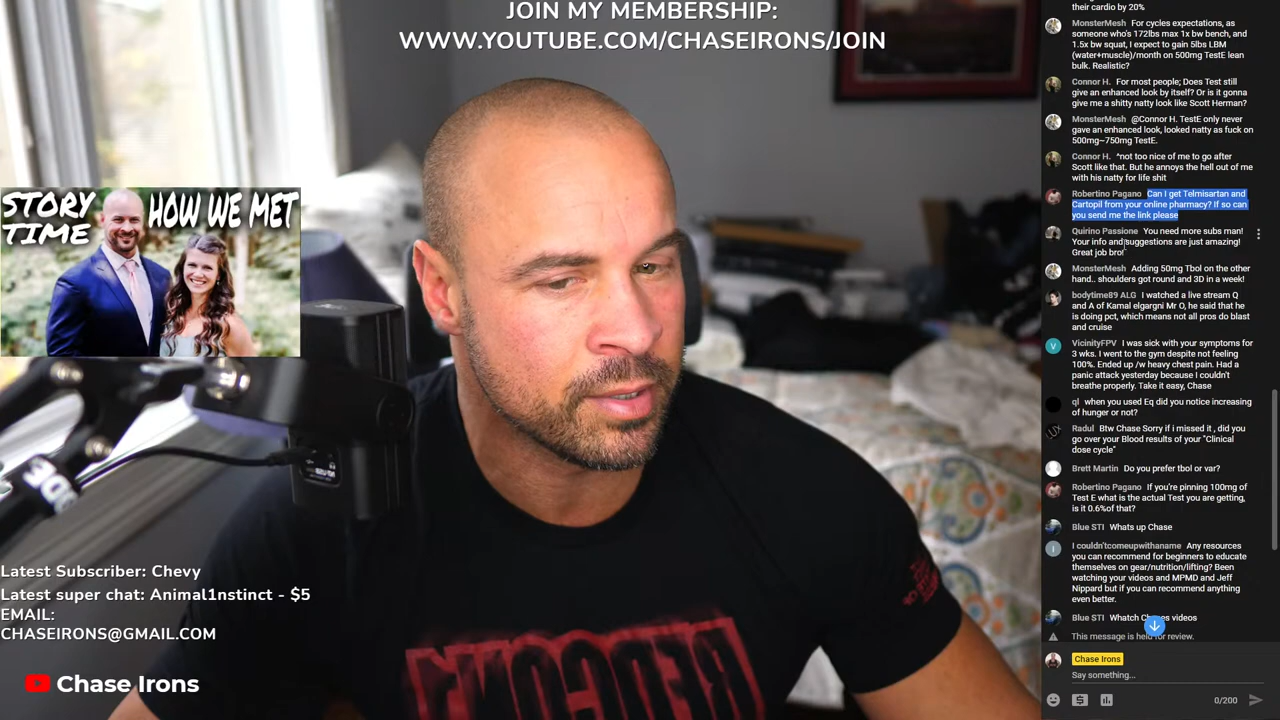 JOIN MY MEMBERSHIP:
WWW.YOUTUBE.COM/CHASEIRONS/JOIN
STORY
TIME
HOW WE MET
Latest Subscriber: Chevy
Latest super chat: Animal1nstinct - $5
EMAIL:
CHASEIRONS@GMAIL.COM
Chase Irons
their cardio by 20%
MonsterMesh For cycles expectations, as
someone who's 172lbs max 1x bw bench, and
1.5x bw squat, I expect to gain 5lbs LBM
(water+muscle)/month on 500mg TestE lean
bulk. Realistic?
Connor H. For most people; Does Test still
give an enhanced look by itself? Or is it gonna
give me a shitty natty look like Scott Herman?
MonsterMesh @Connor H. TestE only never
gave an enhanced look, looked natty as fuck on
500mg~750mg TestE.
Connor H. ^not too nice of me to go after
Scott like that. But he annoys the hell out of me
with his natty for life shit
Robertino Pagano Can I get Telmisartan and
Cartopil from your online pharmacy? If so can
you send me the link please
Quirino Passione You need more subs man!
Your info and suggestions are just amazing!
Great job bro!
MonsterMesh Adding 50mg Tbol on the other
hand.. shoulders got round and 3D in a week!
bodytime89 ALG I watched a live stream Q
and A of Kamal elgargni Mr O, he said that he
is doing pct, which means not all pros do blast
and cruise
V
VicinityFPV I was sick with your symptoms for
3 wks. I went to the gym despite not feeling
100%. Ended up /w heavy chest pain. Had a
panic attack yesterday because I couldn't
breathe properly. Take it easy, Chase
ql when you used Eq did you notice increasing
of hunger or not?
Radul Btw Chase Sorry if i missed it , did you
go over your Blood results of your "Clinical
dose cycle"
Brett Martin Do you prefer tbol or var?
Robertino Pagano If you're pinning 100mg of
Test E what is the actual Test you are getting,
is it 0.6%of that?
Blue STI Whats up Chase
I
I couldn'tcomeupwithaname Any resources
you can recommend for beginners to educate
themselves on gear/nutrition/lifting? Been
watching your videos and MPMD and Jeff
Nippard but if you can recommend anything
even better.
Blue STI Whatch videos
This message is held for review.
Chase Irons
Say something...
0/200